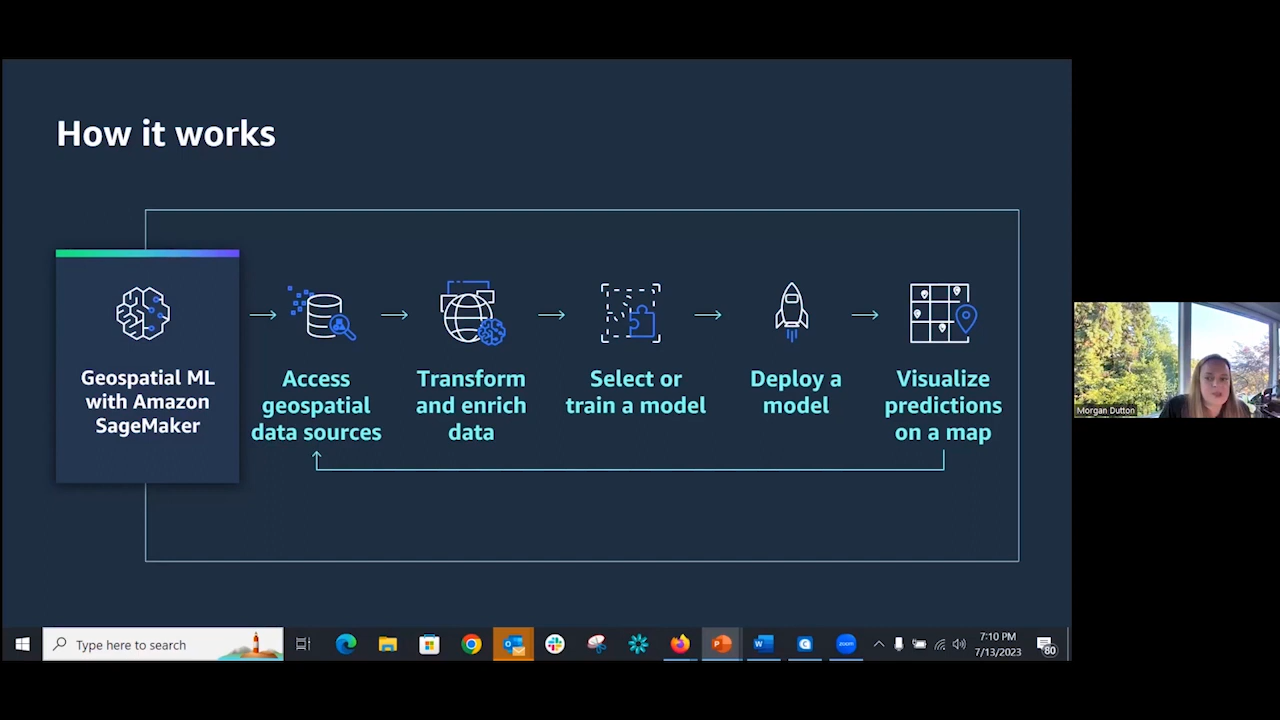 How it works
Geospatial ML
with Amazon
SageMaker
Access
geospatial
data sources
Transform
and enrich
data
Select or
train a model
Deploy a
model
Visualize
predictions
on a map
Morgan Dutton
Type here to search
7:10 PM
7/13/2023
80